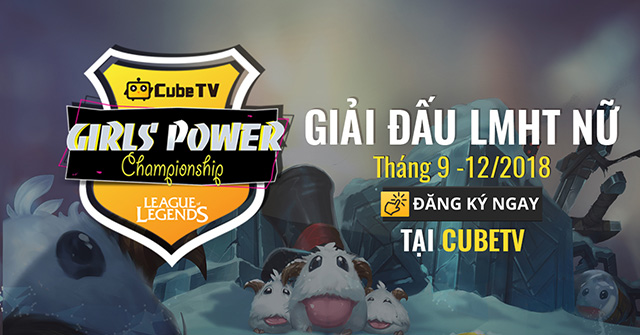 CubeTV
GIRLS POWER
Championship
LEAGUE OF
LEGENDS
GIẢI ĐẤU LMHT NỮ
Tháng 9 -12/2018
ĐĂNG KÝ NGAY
TẠI CUBETV